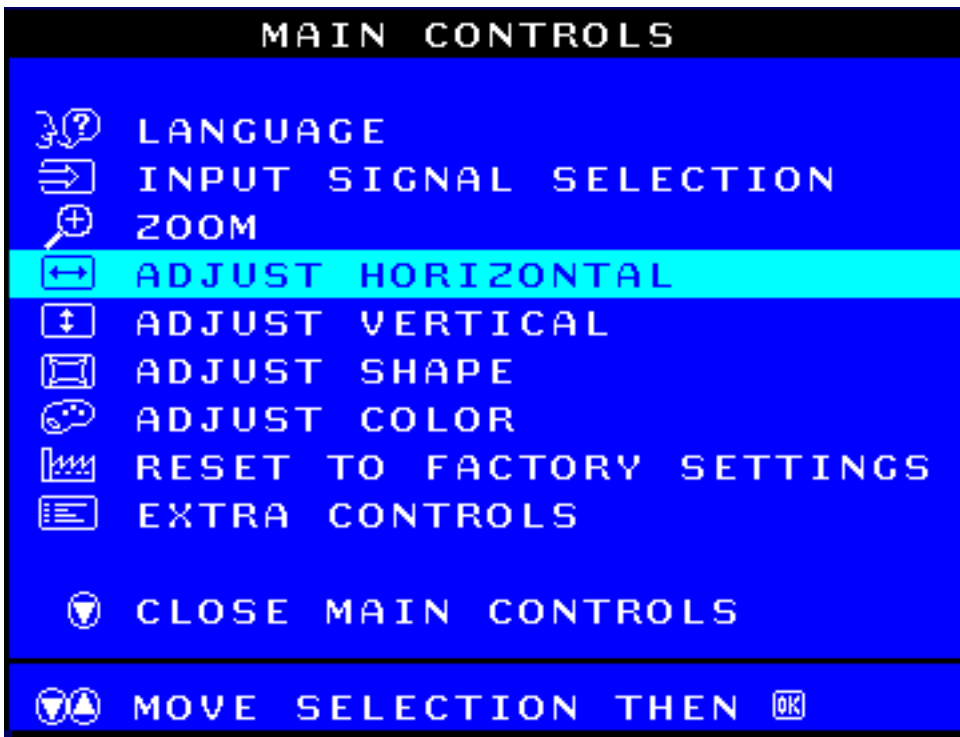 MAIN CONTROLS
LANGUAGE
INPUT SIGNAL SELECTION
ZOOM
ADJUST HORIZONTAL
ADJUST VERTICAL
ADJUST SHAPE
ADJUST COLOR
RESET TO FACTORY SETTINGS
EXTRA CONTROLS
CLOSE MAIN CONTROLS
MOVE SELECTION THEN OK